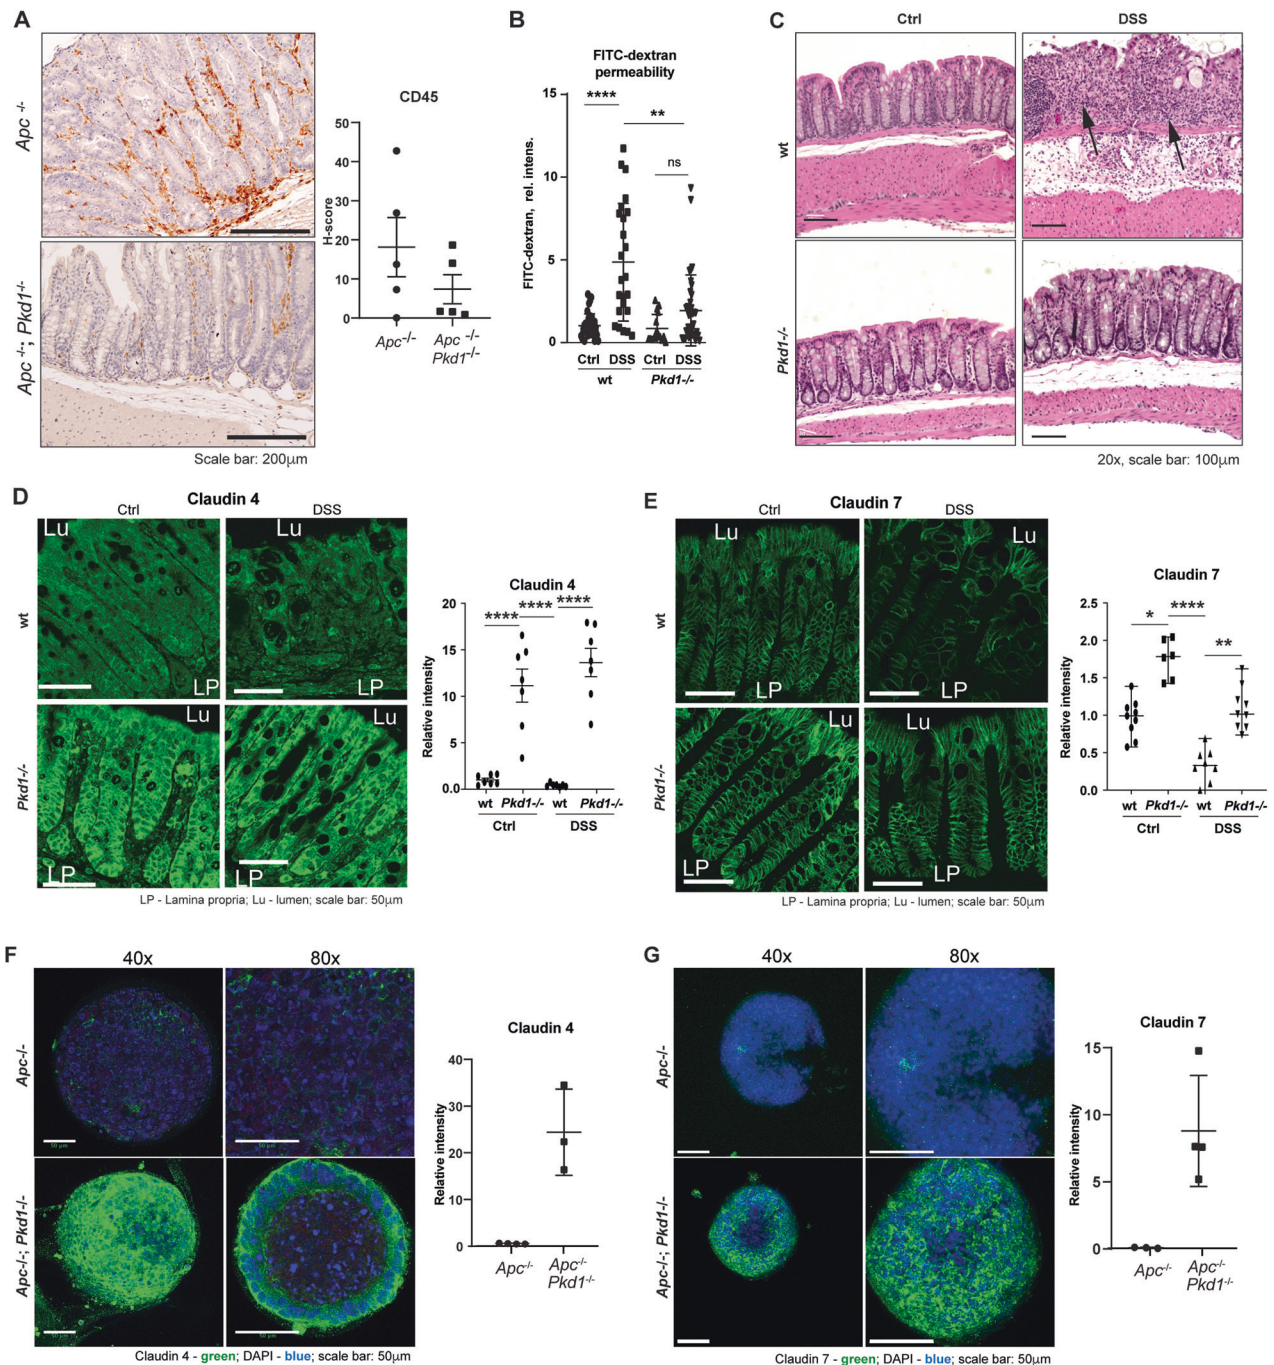 A
Apc -/-
Apc -/-; Pkd1-/-
Scale bar: 200µm
CD45
H-score
50
40
30
20
10
0
Apc-/-
Apc -/-
Pkd1-/-
B
FITC-dextran
permeability
FITC-dextran, rel. intens.
15
10
5
0
****
**
ns
Ctrl DSS Ctrl DSS
wt Pkd1-/-
C
Ctrl DSS
wt
Pkd1-/-
20x, scale bar: 100µm
D
Claudin 4
Ctrl DSS
wt
Pkd1-/-
Lu
LP
Lu
LP
Lu
LP
Lu
LP
LP - Lamina propria; Lu - lumen; scale bar: 50µm
Claudin 4
Relative intensity
20
15
10
5
0
**** **** ****
wt Pkd1-/- wt Pkd1-/-
Ctrl DSS
E
Claudin 7
Ctrl DSS
wt
Pkd1-/-
Lu
LP
Lu
LP
Lu
LP
Lu
LP
LP - Lamina propria; Lu - lumen; scale bar: 50µm
Claudin 7
Relative intensity
2.5
2.0
1.5
1.0
0.5
0.0
* **** **
wt Pkd1-/- wt Pkd1-/-
Ctrl DSS
F
40x 80x
Apc-/-
Apc-/-; Pkd1-/-
50 µm
50 µm
50 µm
50 µm
Claudin 4 - green; DAPI - blue; scale bar: 50µm
Claudin 4
Relative intensity
40
30
20
10
0
Apc-/-
Apc-/-
Pkd1-/-
G
40x 80x
Apc-/-
Apc-/-; Pkd1-/-
Claudin 7 - green; DAPI - blue; scale bar: 50µm
Claudin 7
Relative intensity
15
10
5
0
Apc-/-
Apc-/-
Pkd1-/-